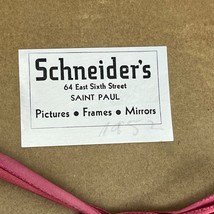 Schneider's
64 East Sixth Street
SAINT PAUL
Pictures • Frames • Mirrors